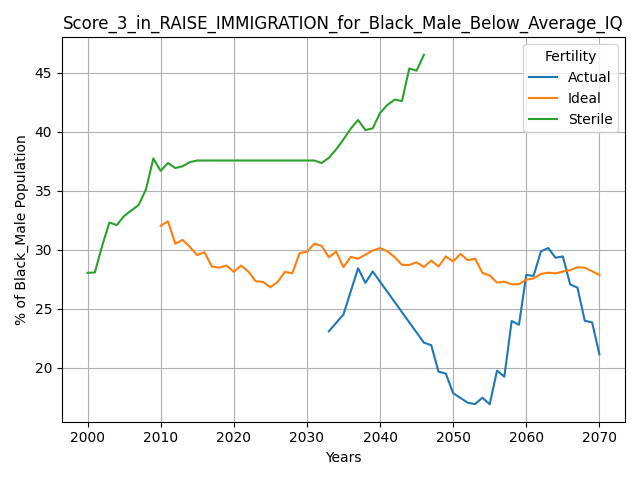 Score_3_in_RAISE_IMMIGRATION_for_Black_Male_Below_Average_IQ
Fertility
Actual
Ideal
Sterile
% of Black_Male Population
45
40
35
30
25
20
2000 2010 2020 2030 2040 2050 2060 2070
Years